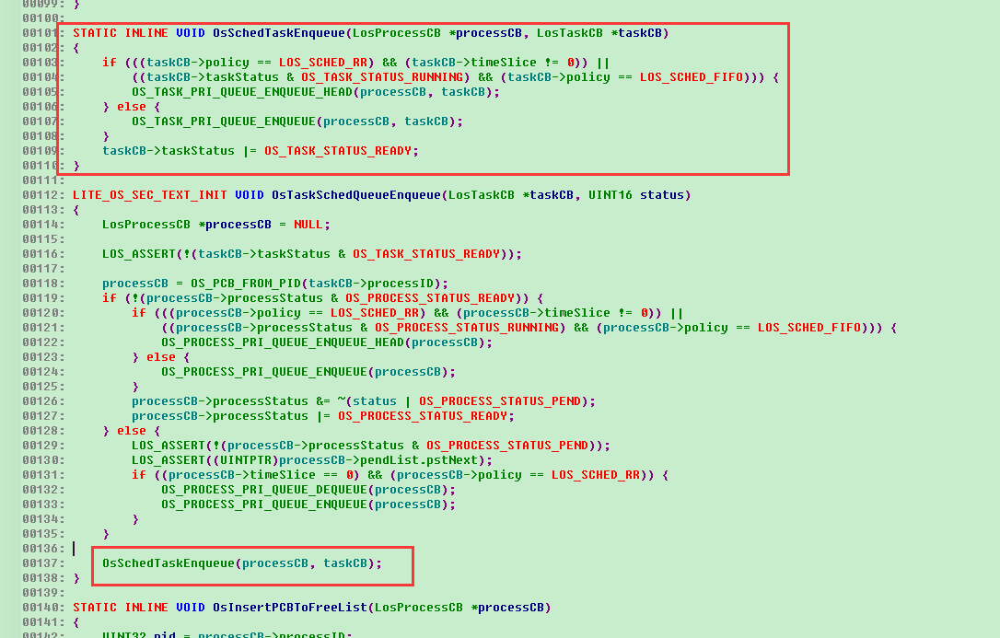 00099: }
00100:
00101: STATIC INLINE VOID OsSchedTaskEnqueue(LosProcessCB *processCB, LosTaskCB *taskCB)
00102: {
00103:     if (((taskCB->policy == LOS_SCHED_RR) && (taskCB->timeSlice != 0)) ||
00104:         ((taskCB->taskStatus & OS_TASK_STATUS_RUNNING) && (taskCB->policy == LOS_SCHED_FIFO))) {
00105:         OS_TASK_PRI_QUEUE_ENQUEUE_HEAD(processCB, taskCB);
00106:     } else {
00107:         OS_TASK_PRI_QUEUE_ENQUEUE(processCB, taskCB);
00108:     }
00109:     taskCB->taskStatus |= OS_TASK_STATUS_READY;
00110: }
00111:
00112: LITE_OS_SEC_TEXT_INIT VOID OsTaskSchedQueueEnqueue(LosTaskCB *taskCB, UINT16 status)
00113: {
00114:     LosProcessCB *processCB = NULL;
00115:
00116:     LOS_ASSERT(!(taskCB->taskStatus & OS_TASK_STATUS_READY));
00117:
00118:     processCB = OS_PCB_FROM_PID(taskCB->processID);
00119:     if (!(processCB->processStatus & OS_PROCESS_STATUS_READY)) {
00120:         if (((processCB->policy == LOS_SCHED_RR) && (processCB->timeSlice != 0)) ||
00121:             ((processCB->processStatus & OS_PROCESS_STATUS_RUNNING) && (processCB->policy == LOS_SCHED_FIFO))) {
00122:             OS_PROCESS_PRI_QUEUE_ENQUEUE_HEAD(processCB);
00123:         } else {
00124:             OS_PROCESS_PRI_QUEUE_ENQUEUE(processCB);
00125:         }
00126:         processCB->processStatus &= ~(status | OS_PROCESS_STATUS_PEND);
00127:         processCB->processStatus |= OS_PROCESS_STATUS_READY;
00128:     } else {
00129:         LOS_ASSERT(!(processCB->processStatus & OS_PROCESS_STATUS_PEND));
00130:         LOS_ASSERT((UINTPTR)processCB->pendList.pstNext);
00131:         if ((processCB->timeSlice == 0) && (processCB->policy == LOS_SCHED_RR)) {
00132:             OS_PROCESS_PRI_QUEUE_DEQUEUE(processCB);
00133:             OS_PROCESS_PRI_QUEUE_ENQUEUE(processCB);
00134:         }
00135:     }
00136:
00137:     OsSchedTaskEnqueue(processCB, taskCB);
00138: }
00139:
00140: STATIC INLINE VOID OsInsertPCBToFreeList(LosProcessCB *processCB)
00141: {
00142:     UINT32 pid = processCB->processID;